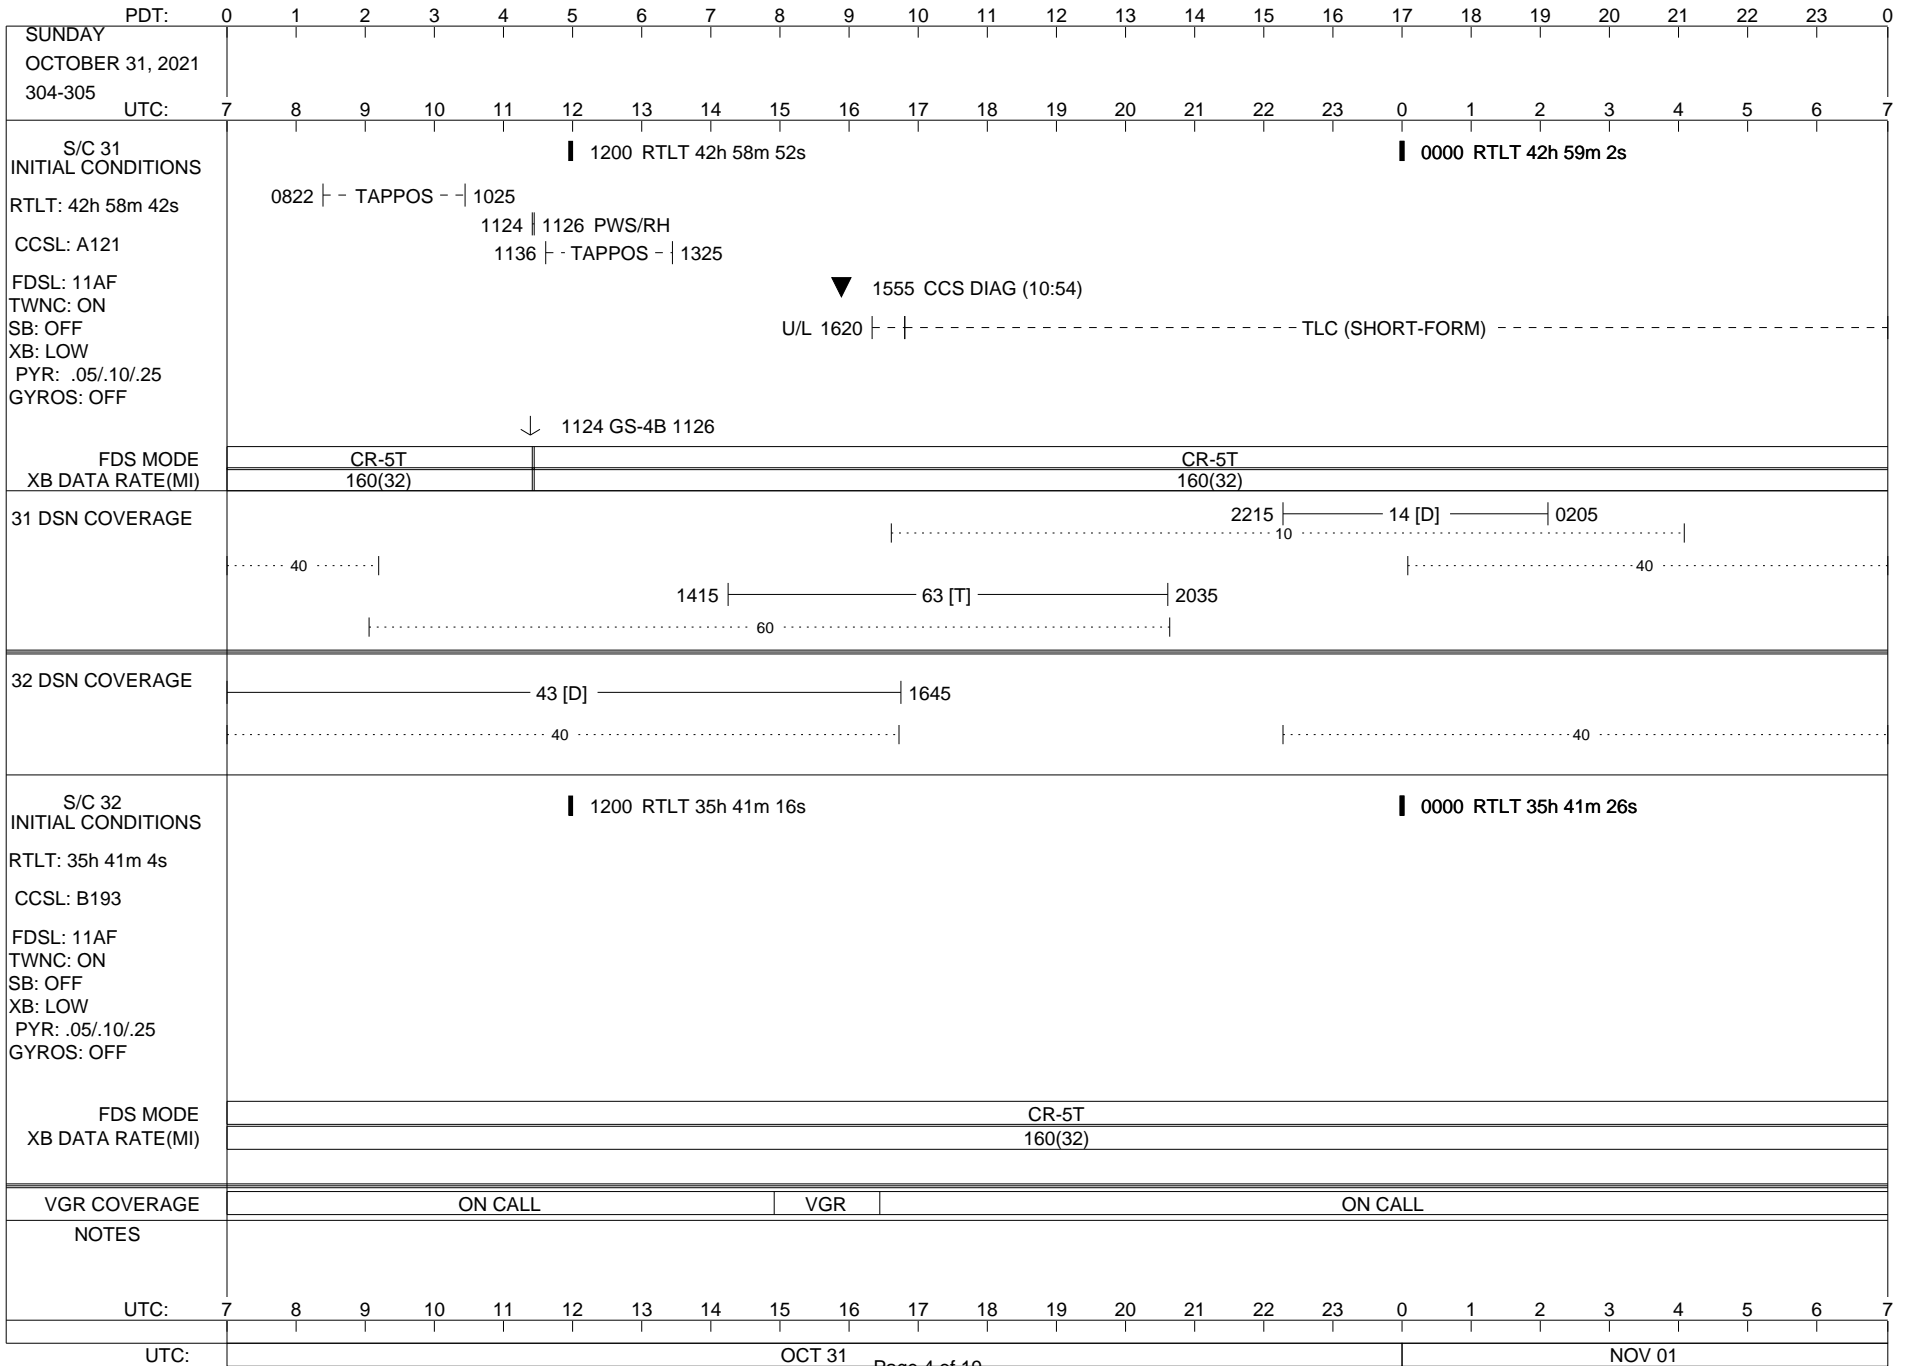 PDT: 0 1 2 3 4 5 6 7 8 9 10 11 12 13 14 15 16 17 18 19 20 21 22 23 0
SUNDAY
OCTOBER 31, 2021
304-305
UTC: 7 8 9 10 11 12 13 14 15 16 17 18 19 20 21 22 23 0 1 2 3 4 5 6 7
S/C 31
INITIAL CONDITIONS
1200 RTLT 42h 58m 52s
0000 RTLT 42h 59m 2s
0822 TAPPOS 1025
RTLT: 42h 58m 42s
1124 1126 PWS/RH
CCSL: A121
1136 TAPPOS 1325
FDSL: 11AF
1555 CCS DIAG (10:54)
TWNC: ON
SB: OFF
U/L 1620 TLC (SHORT-FORM)
XB: LOW
PYR: .05/.10/.25
GYROS: OFF
1124 GS-4B 1126
FDS MODE CR-5T CR-5T
XB DATA RATE(MI) 160(32) 160(32)
31 DSN COVERAGE
2215 14 [D] 0205
10
40 40
1415 63 [T] 2035
60
32 DSN COVERAGE
43 [D] 1645
40 40
S/C 32
INITIAL CONDITIONS
1200 RTLT 35h 41m 16s
0000 RTLT 35h 41m 26s
RTLT: 35h 41m 4s
CCSL: B193
FDSL: 11AF
TWNC: ON
SB: OFF
XB: LOW
PYR: .05/.10/.25
GYROS: OFF
FDS MODE CR-5T
XB DATA RATE(MI) 160(32)
VGR COVERAGE ON CALL VGR ON CALL
NOTES
UTC: 7 8 9 10 11 12 13 14 15 16 17 18 19 20 21 22 23 0 1 2 3 4 5 6 7
UTC: OCT 31 NOV 01
Page 4 of 19